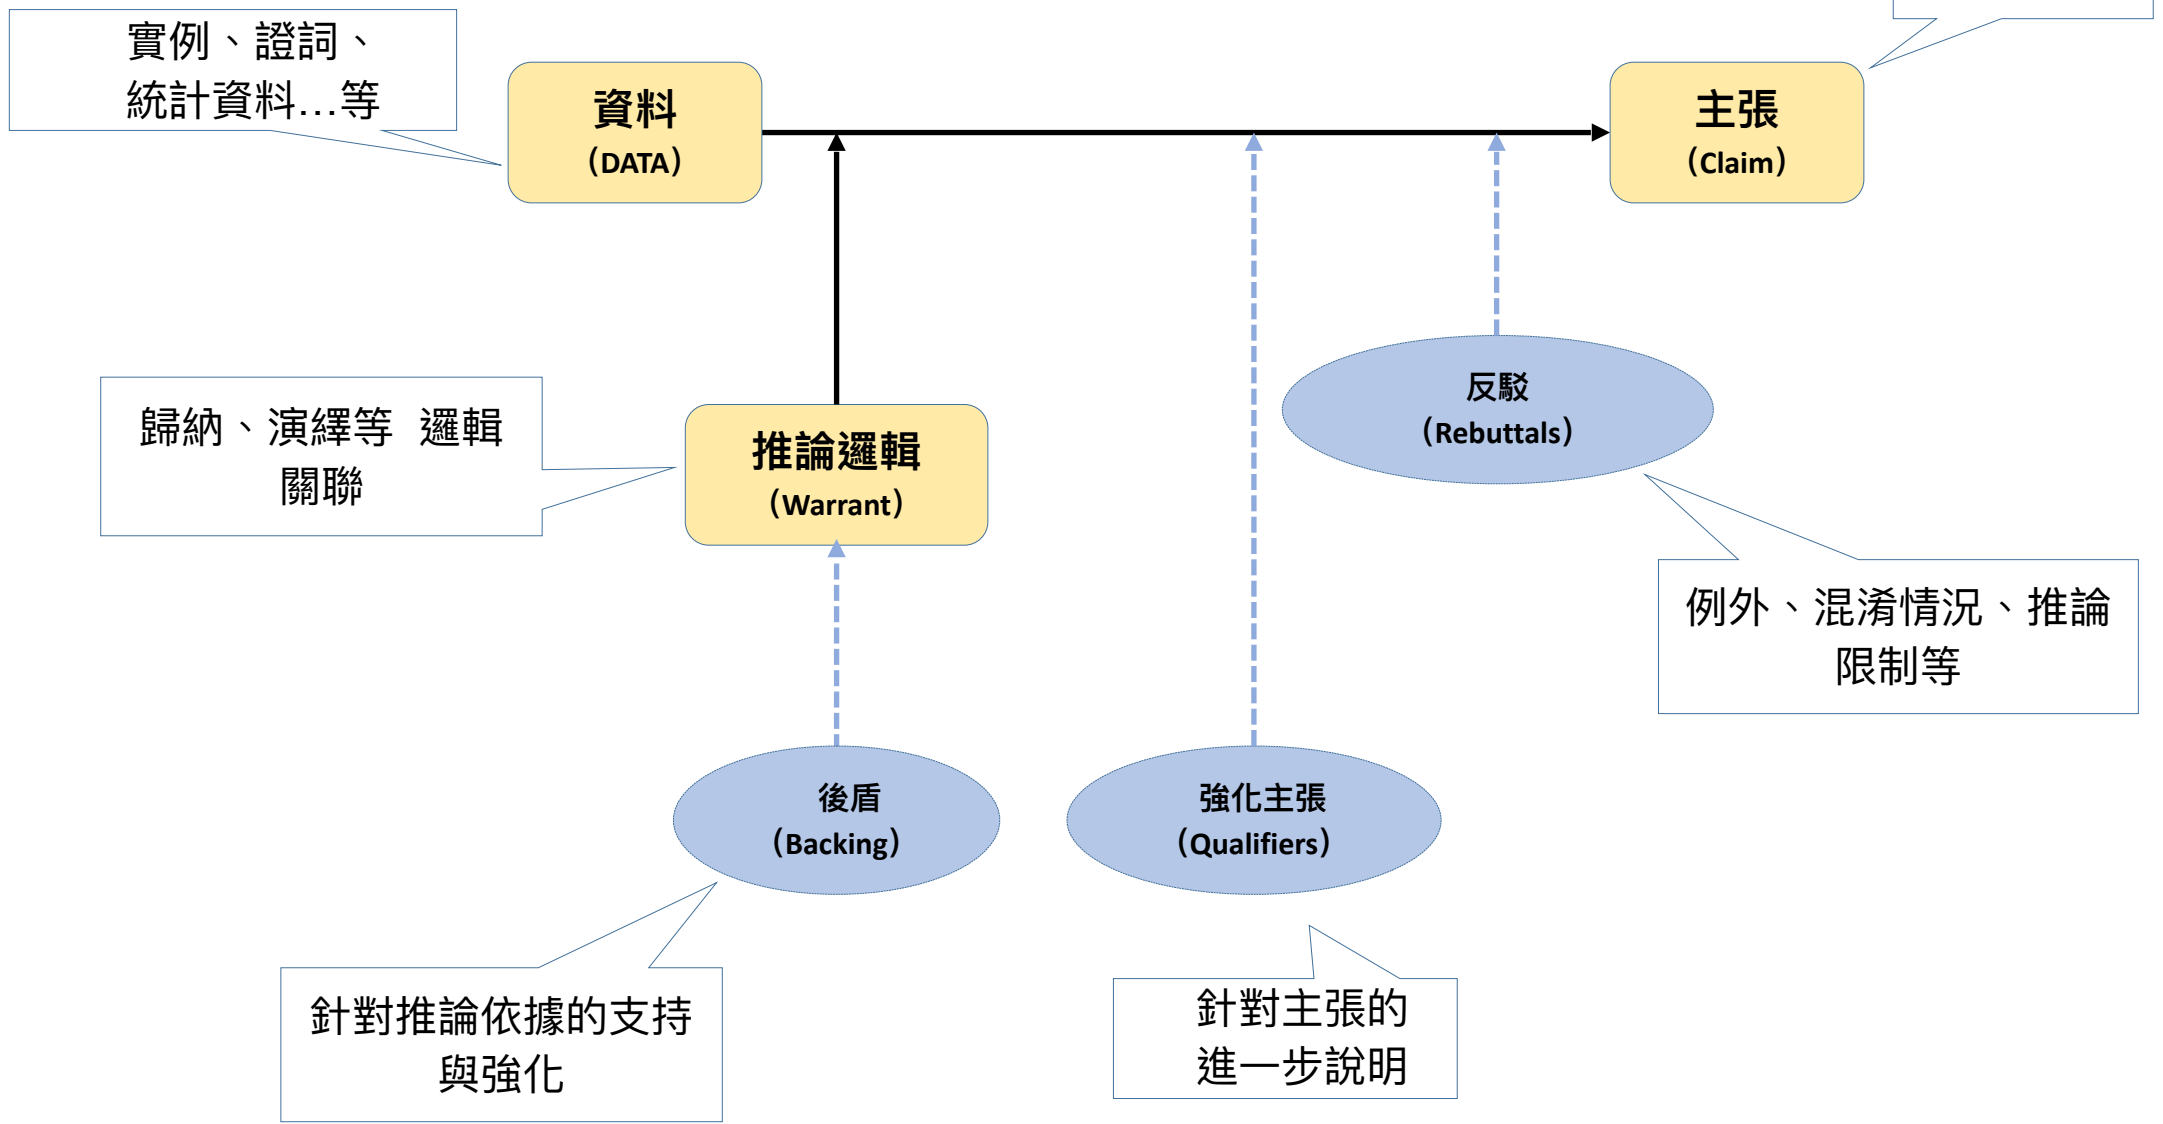 實例、證詞、
統計資料…等
資料
（DATA）
主張
（Claim）
歸納、演繹等 邏輯
關聯
推論邏輯
（Warrant）
反駁
（Rebuttals）
例外、混淆情況、推論
限制等
後盾
（Backing）
強化主張
（Qualifiers）
針對推論依據的支持
與強化
針對主張的
進一步說明